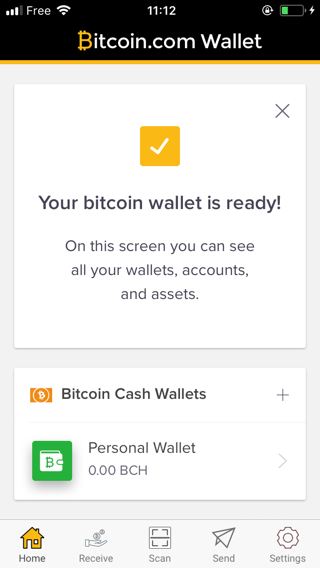 Free 11:12
Bitcoin.com Wallet
Your bitcoin wallet is ready!
On this screen you can see
all your wallets, accounts,
and assets.
Bitcoin Cash Wallets
Personal Wallet
0.00 BCH
Home Receive Scan Send Settings